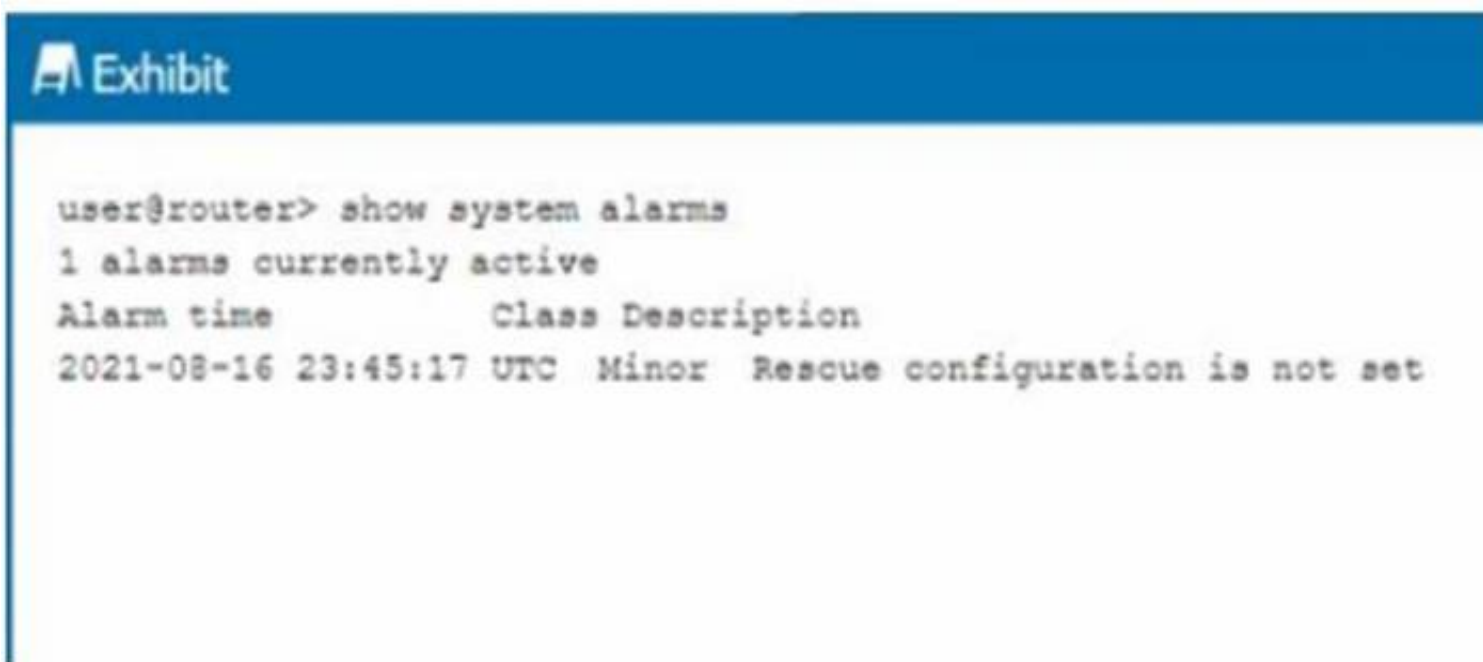 Exhibit
user@router> show system alarms
1 alarms currently active
Alarm time Class Description
2021-08-16 23:45:17 UTC Minor Rescue configuration is not set